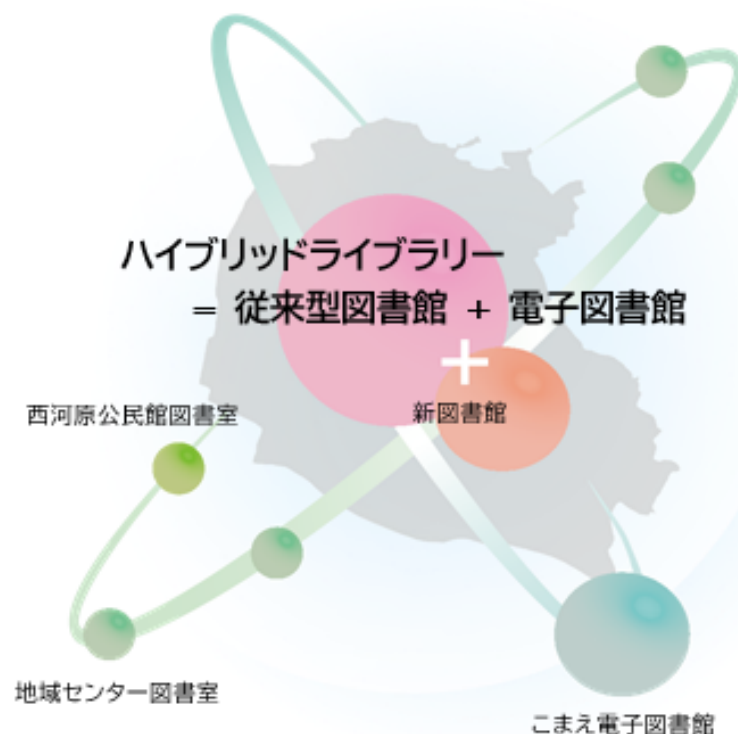 ハイブリッドライブラリー
= 従来型図書館 + 電子図書館
+
新図書館
西河原公民館図書室
地域センター図書室
こまえ電子図書館